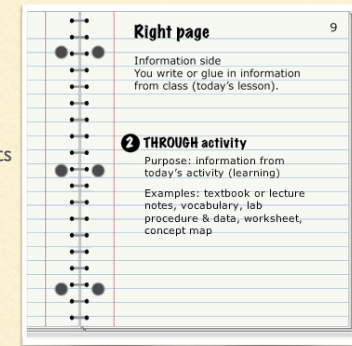 Right page
9
Information side
You write or glue in information
from class (today's lesson).
2 THROUGH activity
Purpose: information from
today's activity (learning)
Examples: textbook or lecture
notes, vocabulary, lab
procedure & data, worksheet,
concept map